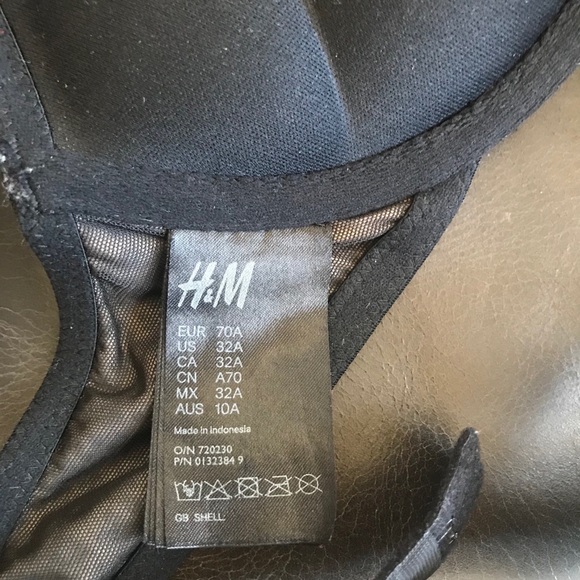 H&M
EUR 70A
US 32A
CA 32A
CN A70
MX 32A
AUS 10A
Made in Indonesia
O/N 720230
P/N 0132384 9
GB SHELL